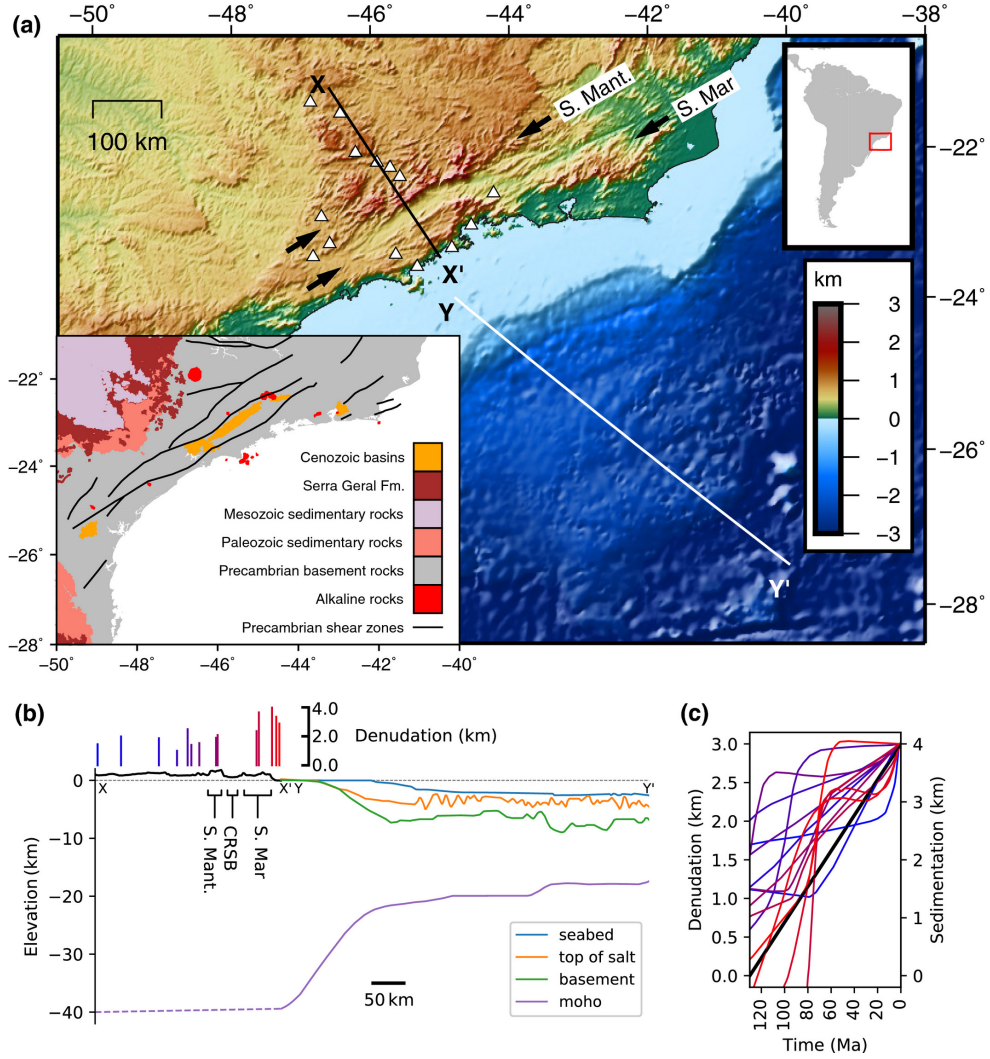 (a)
−50° −48° −46° −44° −42° −40° −38°
X
S. Mant.
S. Mar
100 km
−22°
X'
Y
km
3
2
1
0
−1
−2
−3
−24°
−26°
Y'
−28°
−22°
−24°
−26°
−28°
Cenozoic basins
Serra Geral Fm.
Mesozoic sedimentary rocks
Paleozoic sedimentary rocks
Precambrian basement rocks
Alkaline rocks
Precambrian shear zones
−50° −48° −46° −44° −42° −40°
(b)
4.0
2.0
0.0
Denudation (km)
0
−10
−20
−30
−40
Elevation (km)
X
X' Y
Y'
S. Mant.
CRSB
S. Mar
50 km
seabed
top of salt
basement
moho
(c)
3.0
2.5
2.0
1.5
1.0
0.5
0.0
Denudation (km)
4
3
2
1
0
Sedimentation (km)
120 100 80 60 40 20 0
Time (Ma)